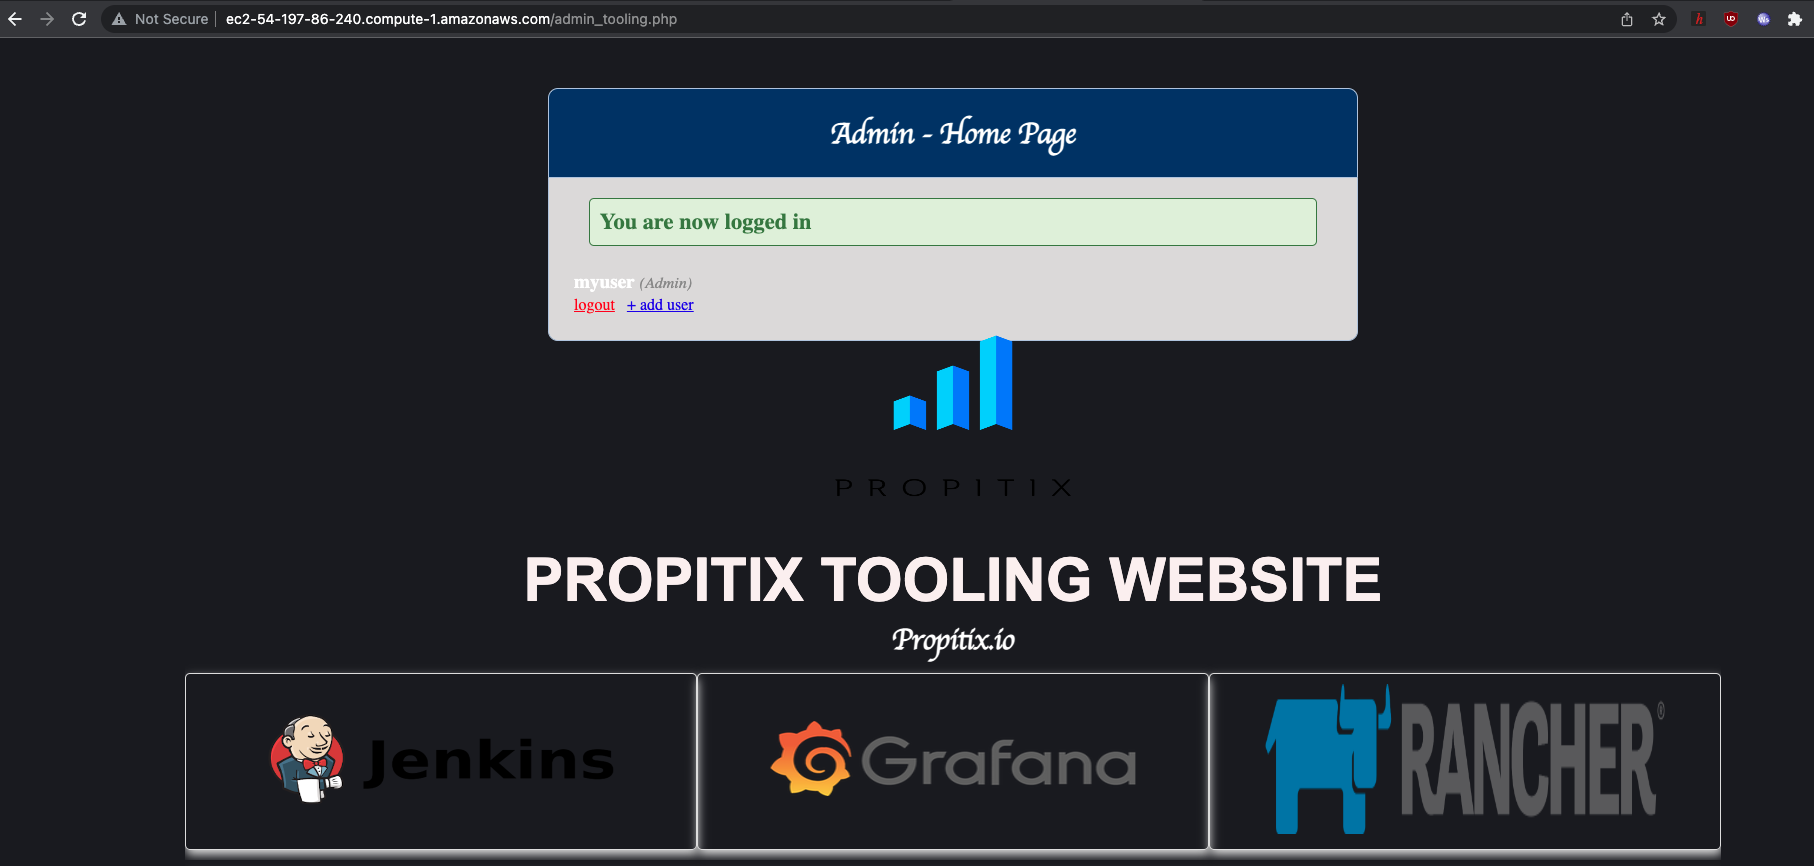 Not Secure | ec2-54-197-86-240.compute-1.amazonaws.com/admin_tooling.php
Admin - Home Page
You are now logged in
myuser (Admin)
logout + add user
PROPITIX
PROPITIX TOOLING WEBSITE
Propitix.io
Jenkins
Grafana
RANCHER®